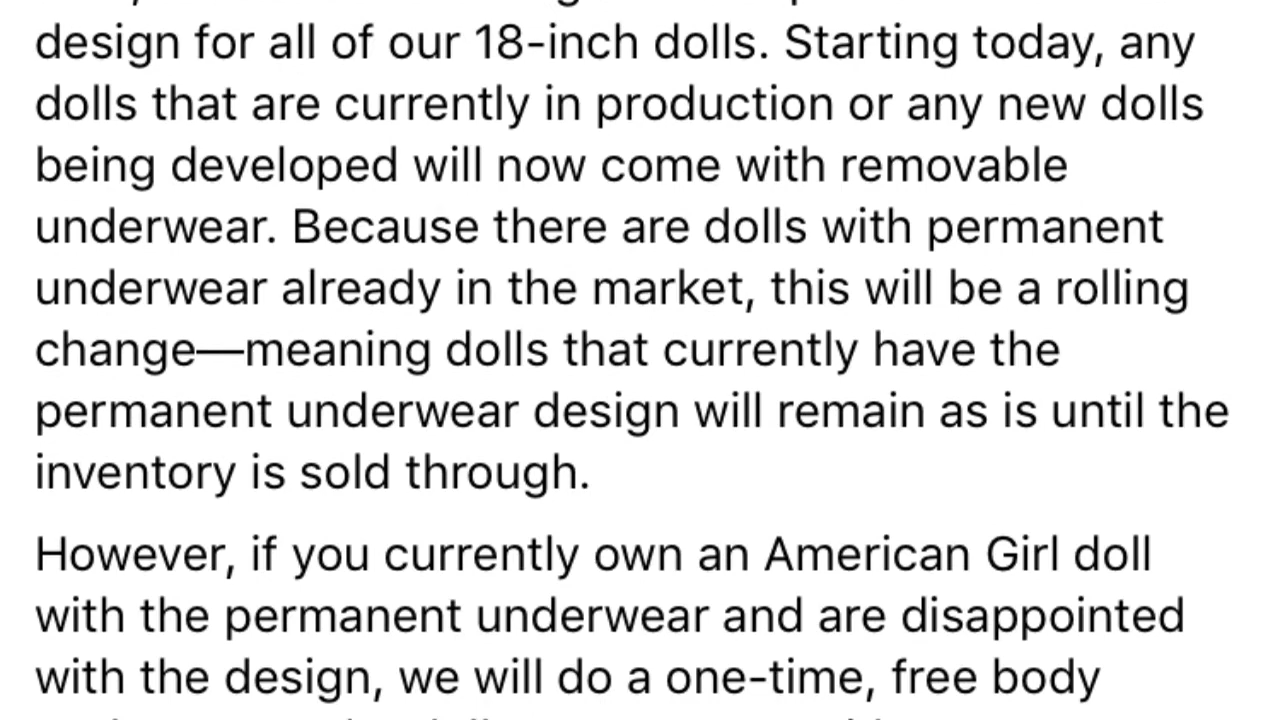 design for all of our 18-inch dolls. Starting today, any
dolls that are currently in production or any new dolls
being developed will now come with removable
underwear. Because there are dolls with permanent
underwear already in the market, this will be a rolling
change—meaning dolls that currently have the
permanent underwear design will remain as is until the
inventory is sold through.
However, if you currently own an American Girl doll
with the permanent underwear and are disappointed
with the design, we will do a one-time, free body